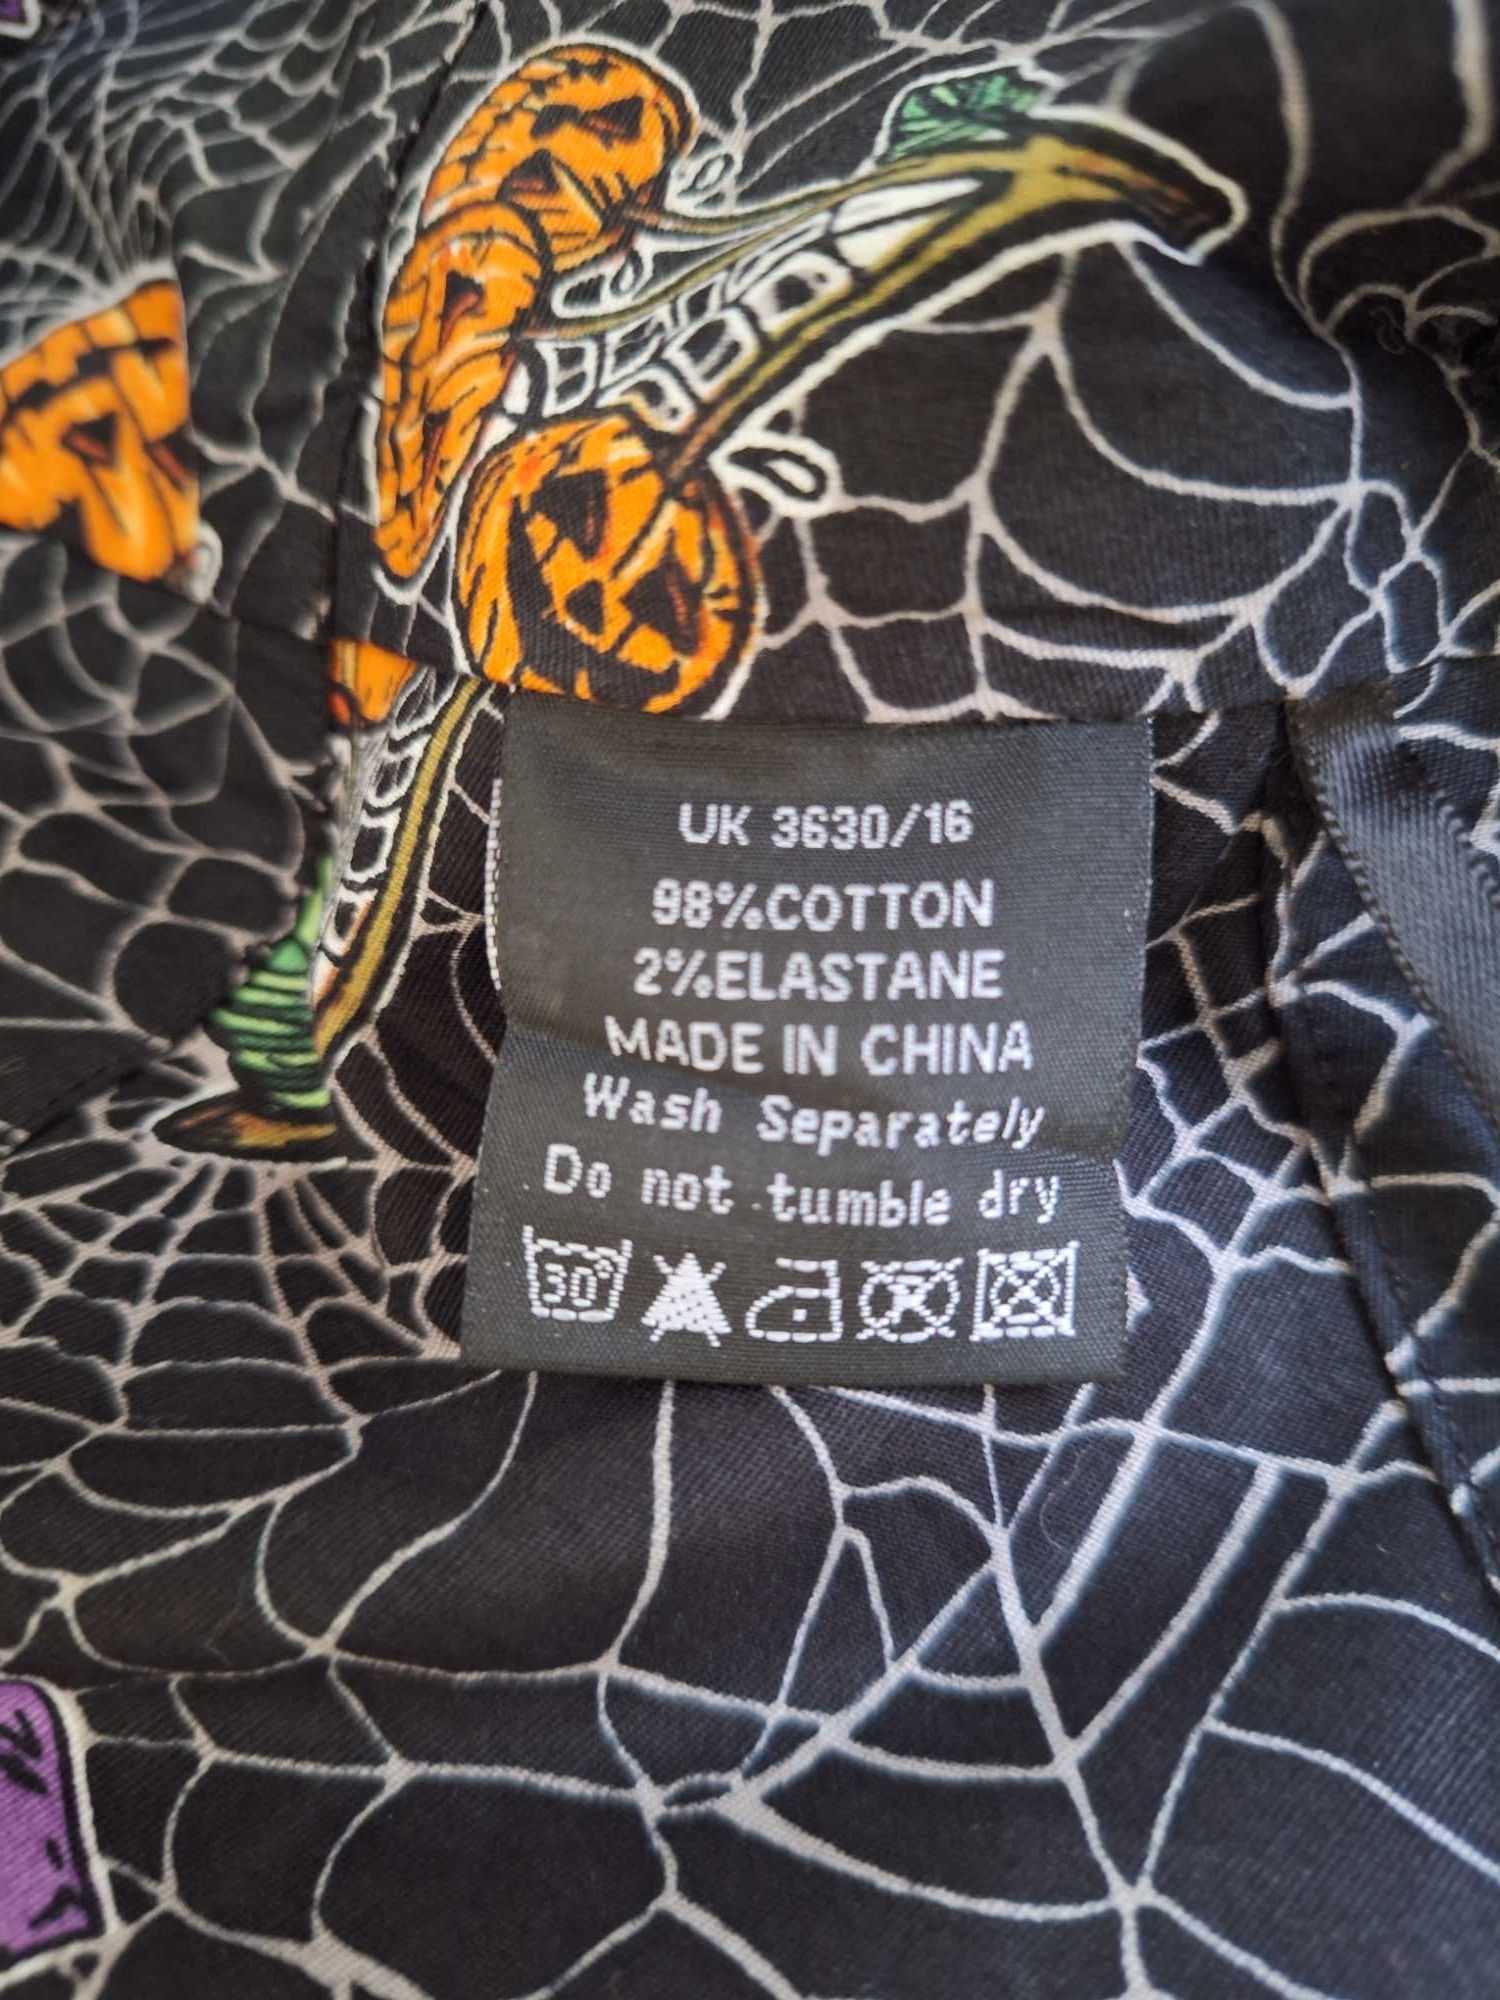 UK 3630/16
98%COTTON
2%ELASTANE
MADE IN CHINA
Wash Separately
Do not tumble dry
30°